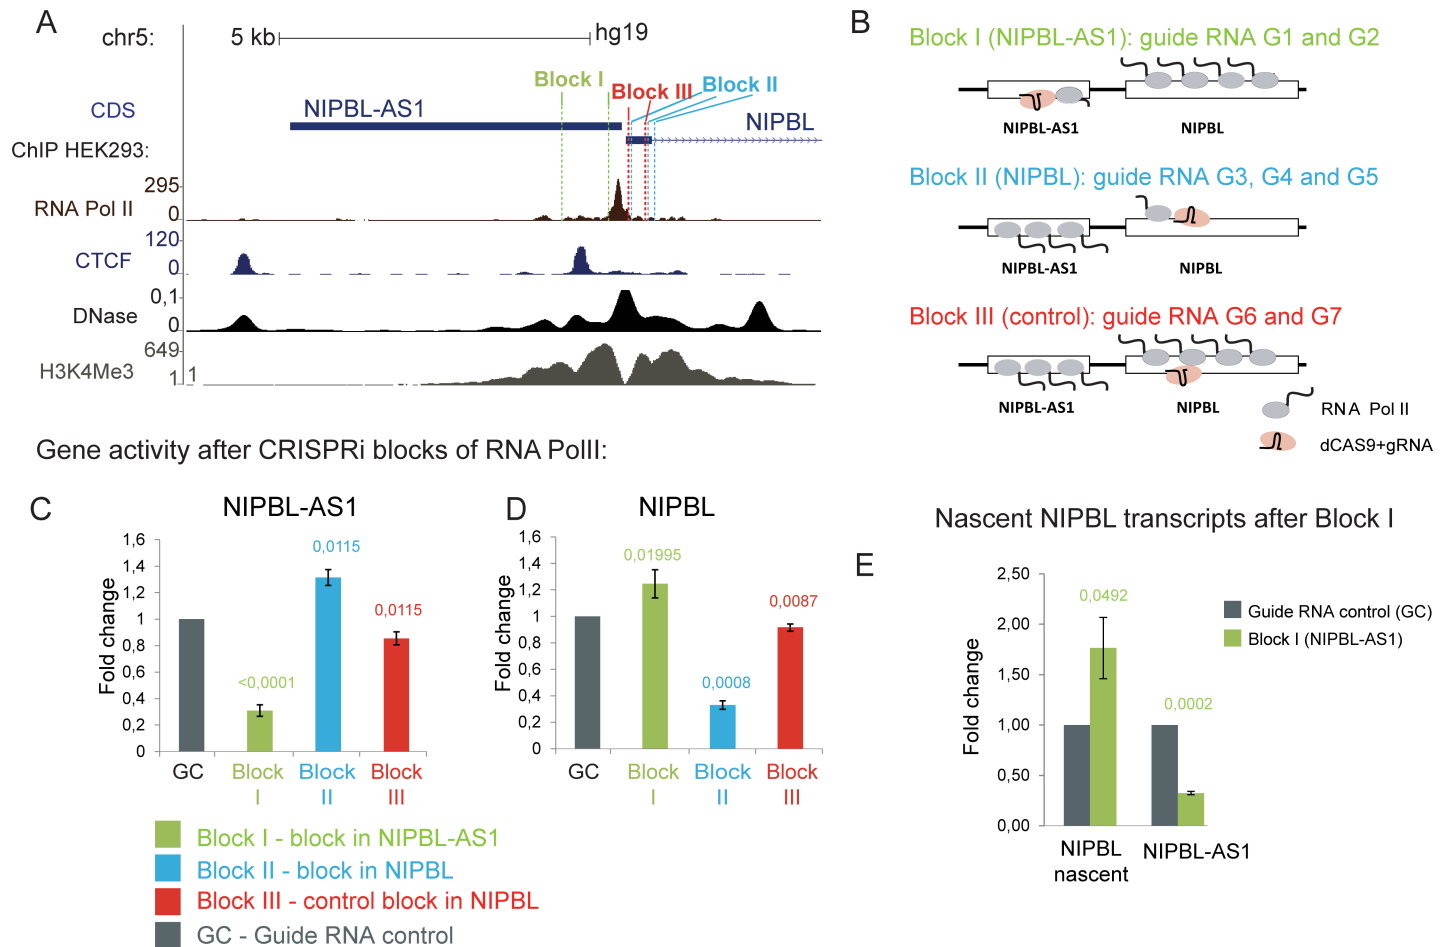 A
chr5:
5 kb
hg19
Block I
Block III
Block II
CDS
NIPBL-AS1
NIPBL
ChIP HEK293:
295
RNA Pol II
0
120
CTCF
0
0,1
DNase
0
649
H3K4Me3
1
1
B
Block I (NIPBL-AS1): guide RNA G1 and G2
NIPBL-AS1
NIPBL
Block II (NIPBL): guide RNA G3, G4 and G5
NIPBL-AS1
NIPBL
Block III (control): guide RNA G6 and G7
NIPBL-AS1
NIPBL
RNA Pol II
dCAS9+gRNA
Gene activity after CRISPRi blocks of RNA PolII:
C
NIPBL-AS1
Fold change
1,6
1,4
1,2
1
0,8
0,6
0,4
0,2
0
<0,0001
0,0115
0,0115
GC
Block I
Block II
Block III
D
NIPBL
Fold change
1,6
1,4
1,2
1
0,8
0,6
0,4
0,2
0
0,01995
0,0008
0,0087
GC
Block I
Block II
Block III
Block I - block in NIPBL-AS1
Block II - block in NIPBL
Block III - control block in NIPBL
GC - Guide RNA control
Nascent NIPBL transcripts after Block I
E
Fold change
2,50
2,00
1,50
1,00
0,50
0,00
0,0492
0,0002
NIPBL
nascent
NIPBL-AS1
Guide RNA control (GC)
Block I (NIPBL-AS1)